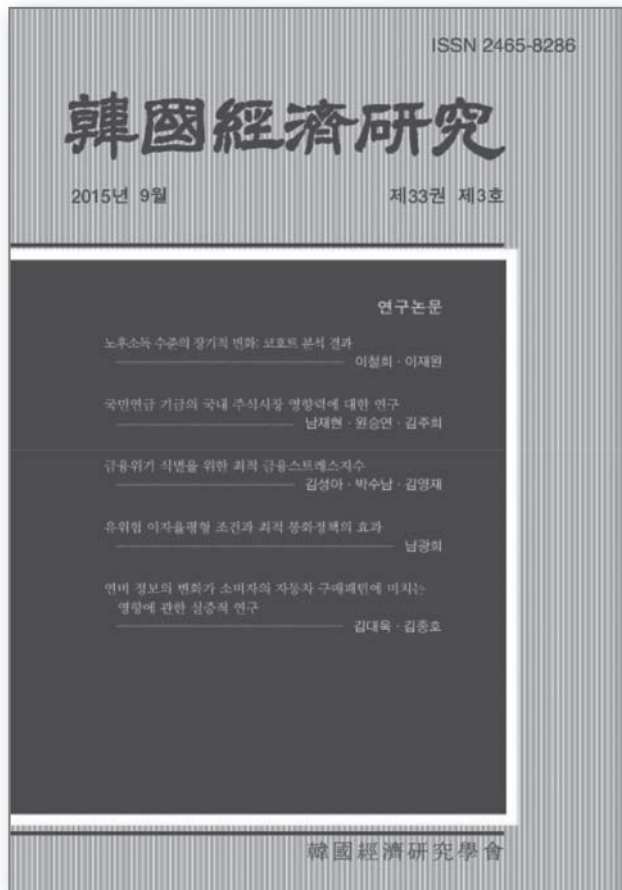 ISSN 2465-8286
韓國經濟硏究
2015년 9월 제33권 제3호
연구논문
노후소득 수준의 장기적 변화: 코호트 분석 결과
이철희 · 이재원
국민연금 기금의 국내 주식시장 영향력에 대한 연구
남재현 · 원승연 · 김주희
금융위기 식별을 위한 최적 금융스트레스지수
김성아 · 박수남 · 김영재
유위험 이자율평형 조건과 최적 통화정책의 효과
남광희
연비 정보의 변화가 소비자의 자동차 구매패턴에 미치는
영향에 관한 실증적 연구
김대욱 · 김종호
韓國經濟硏究學會